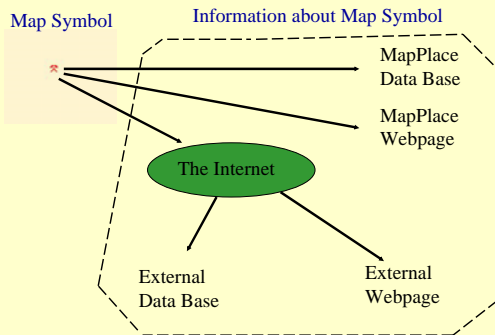 Map Symbol
Information about Map Symbol
MapPlace
Data Base
MapPlace
Webpage
The Internet
External
Data Base
External
Webpage